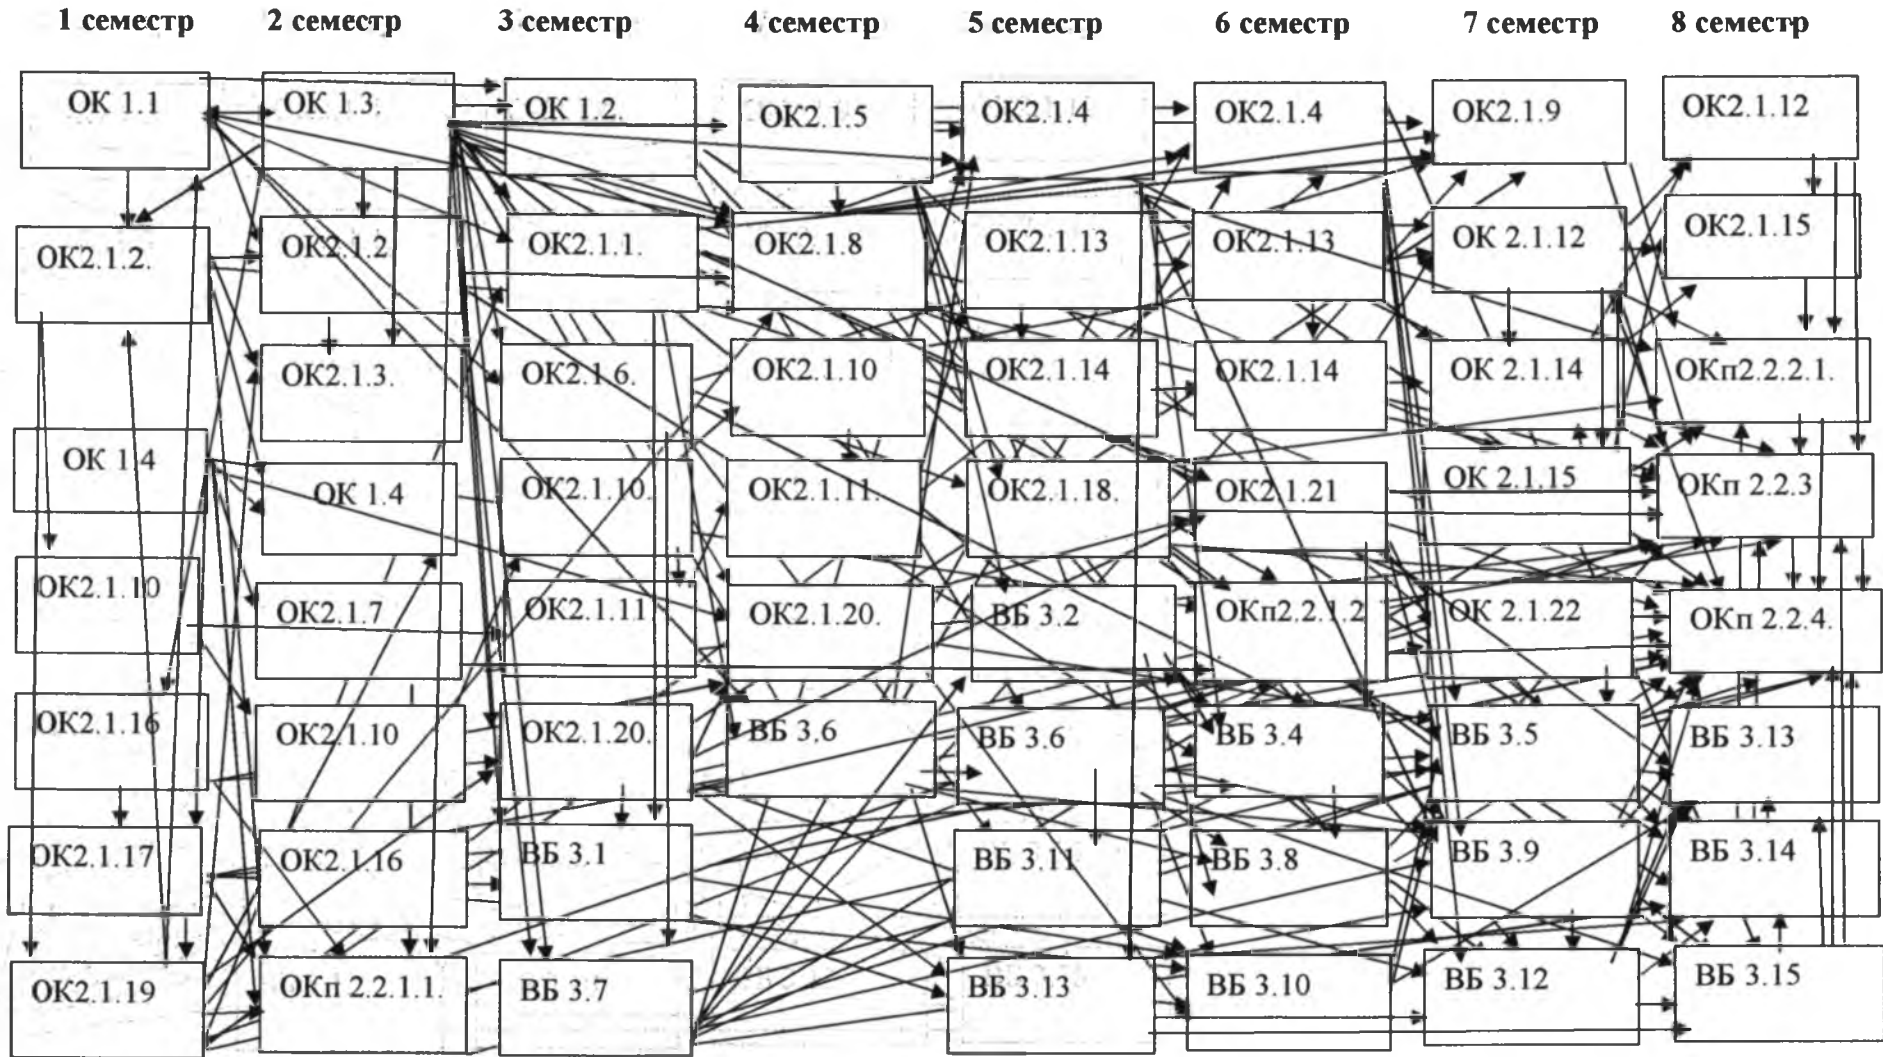 1 семестр 2 семестр 3 семестр 4 семестр 5 семестр 6 семестр 7 семестр 8 семестр
ОК 1.1 ОК 1.3. ОК 1.2. ОК2.1.5 ОК2.1.4 ОК2.1.4 ОК2.1.9 ОК2.1.12
ОК2.1.2. ОК2.1.2 ОК2.1.1. ОК2.1.8 ОК2.1.13 ОК2.1.13 ОК 2.1.12 ОК2.1.15
ОК2.1.3. ОК2.1.6. ОК2.1.10 ОК2.1.14 ОК2.1.14 ОК 2.1.14 ОКп2.2.2.1.
ОК 1.4 ОК 1.4 ОК2.1.10. ОК2.1.11. ОК2.1.18. ОК2.1.21 ОК 2.1.15 ОКп 2.2.3
ОК2.1.10 ОК2.1.7 ОК2.1.11 ОК2.1.20. ВБ 3.2 ОКп2.2.1.2 ОК 2.1.22 ОКп 2.2.4.
ОК2.1.16 ОК2.1.10 ОК2.1.20. ВБ 3.6 ВБ 3.6 ВБ 3.4 ВБ 3.5 ВБ 3.13
ОК2.1.17 ОК2.1.16 ВБ 3.1 ВБ 3.11 ВБ 3.8 ВБ 3.9 ВБ 3.14
ОК2.1.19 ОКп 2.2.1.1. ВБ 3.7 ВБ 3.13 ВБ 3.10 ВБ 3.12 ВБ 3.15